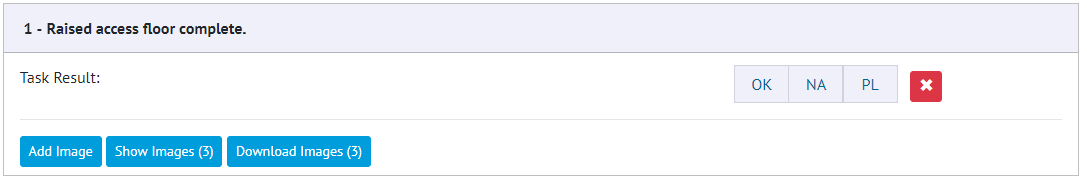 1 - Raised access floor complete.
Task Result:
OK NA PL
Add Image Show Images (3) Download Images (3)